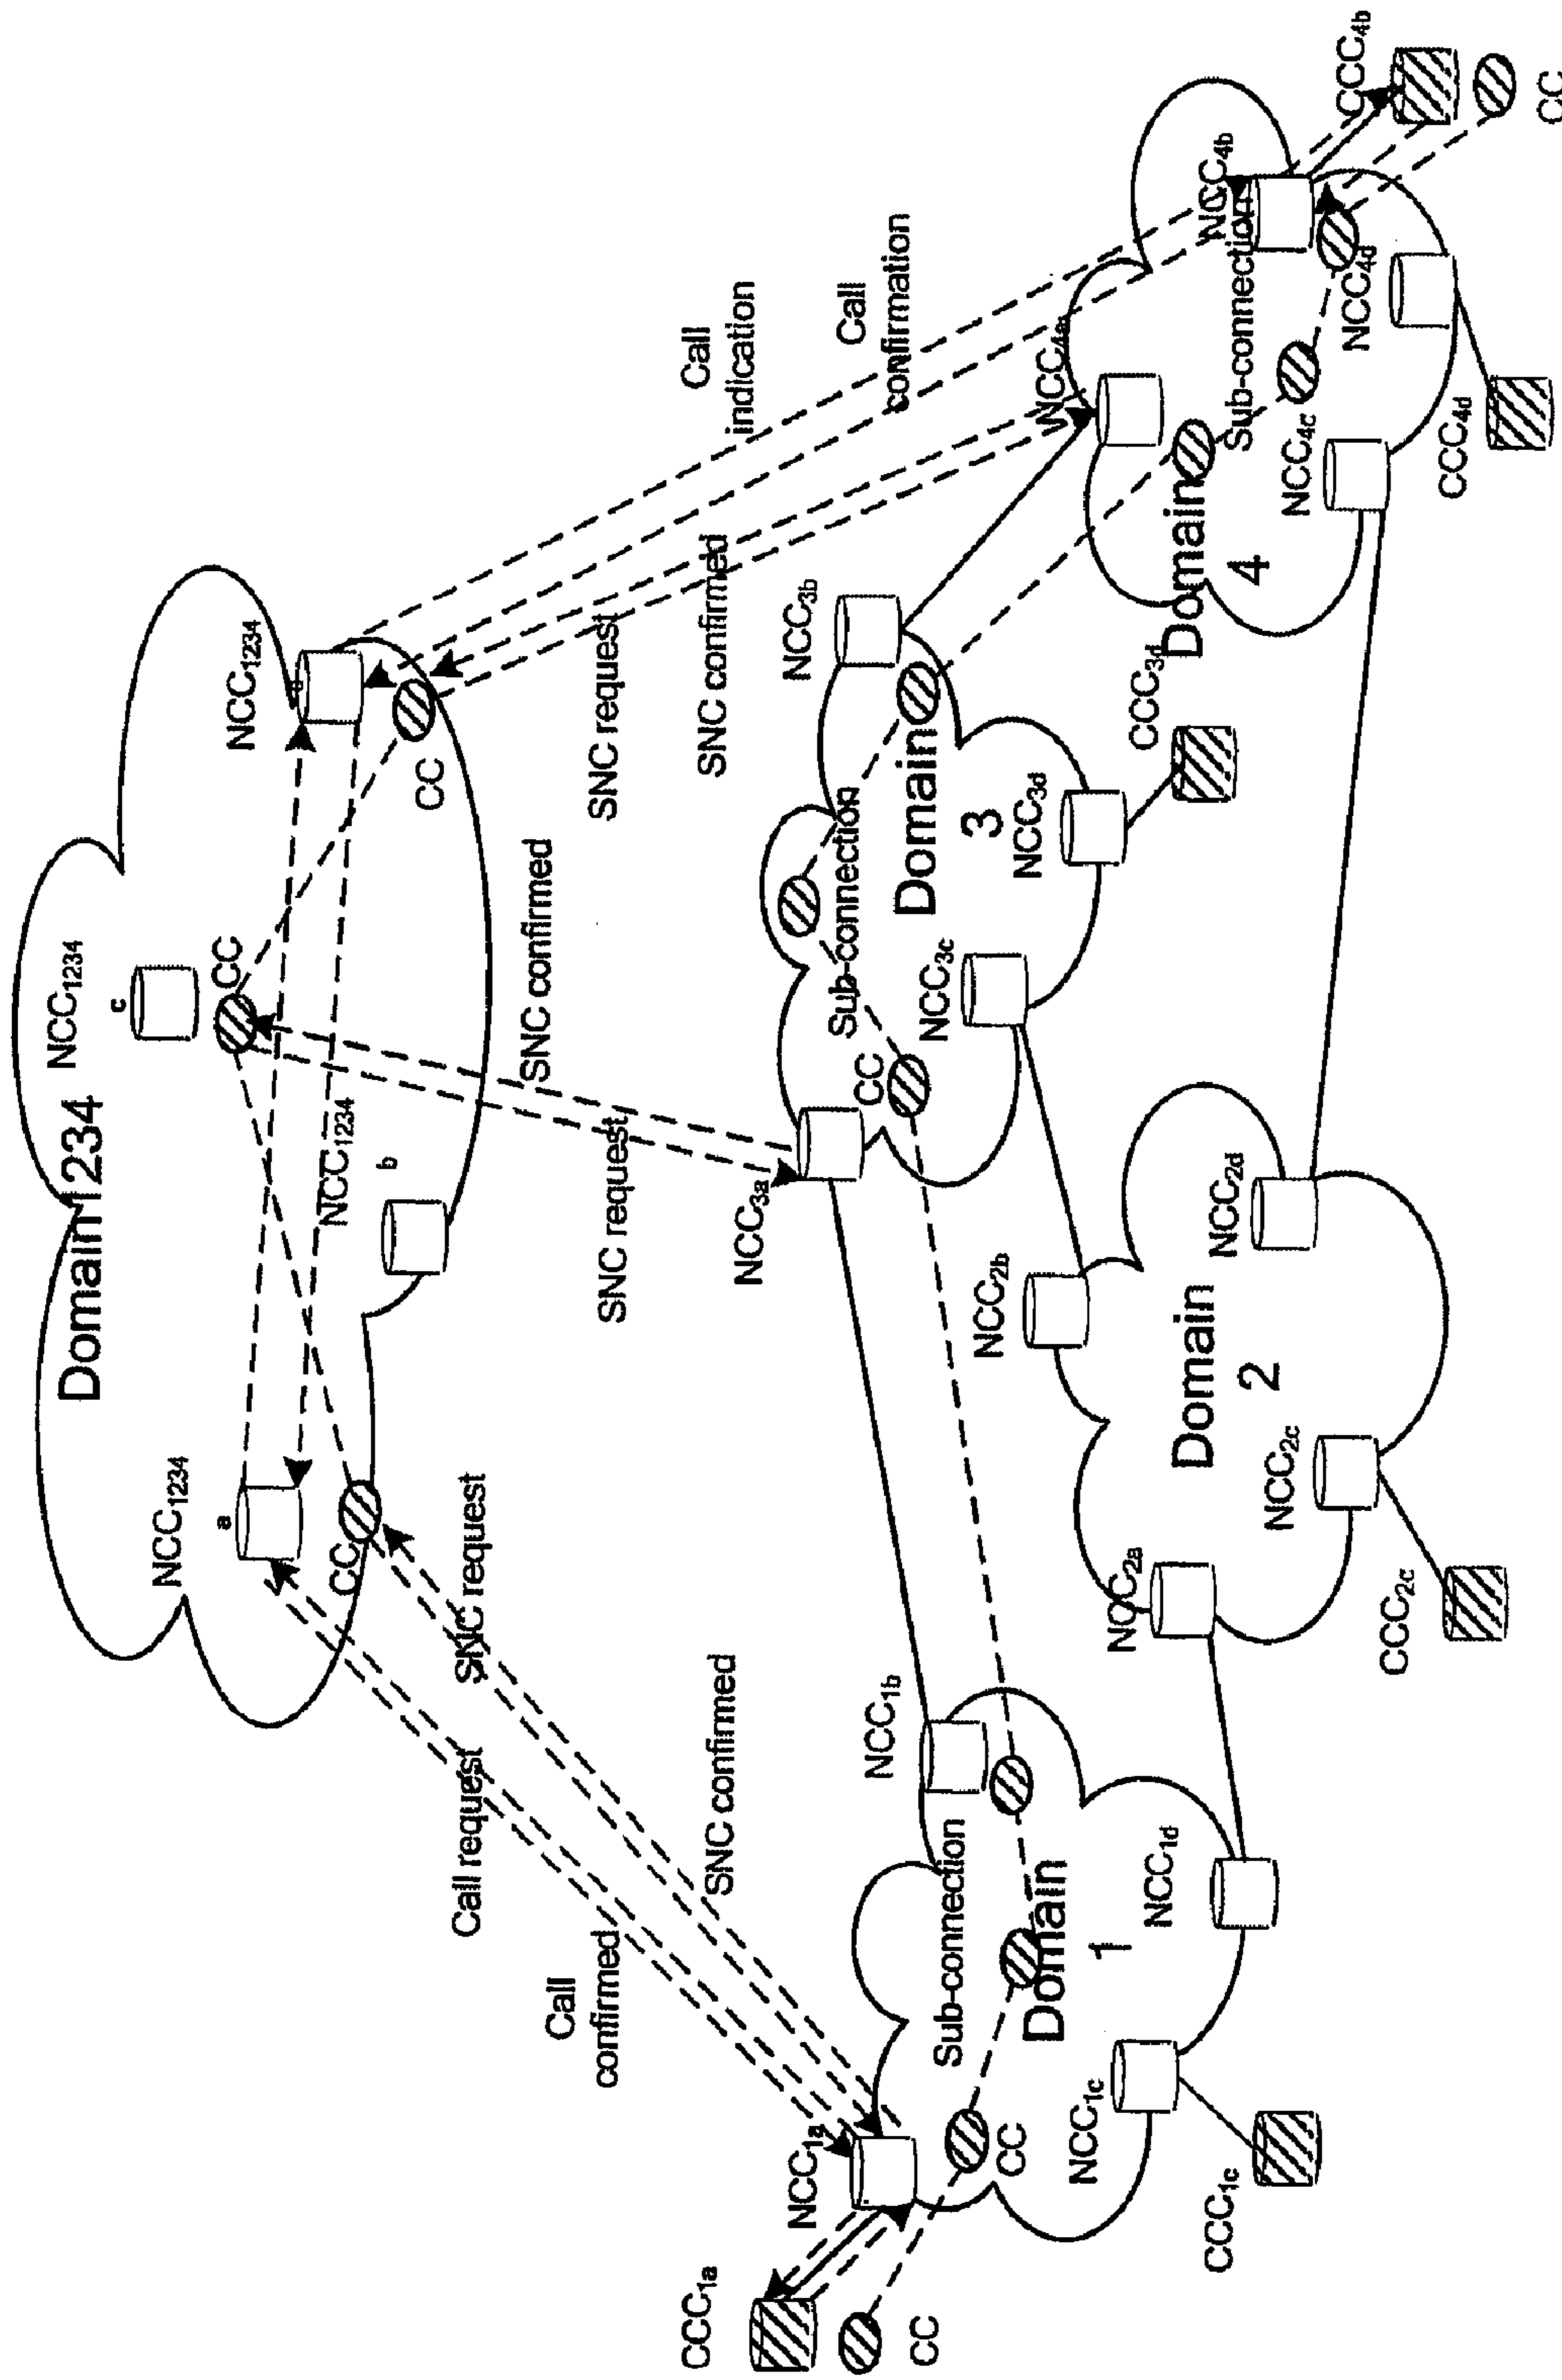 Domain1234
NCC1234
a
NCC1234
b
NCC1234
c
NCC1234
CC
CC
CC
Call request
Call
confirmed
SNC request
SNC confirmed
SNC request
SNC confirmed
SNC request
SNC confirmed
Call
indication
Call
confirmation
CCC1a
CC
NCC1a
CC
Sub-connection
Domain
1
NCC1b
NCC1c
CCC1c
NCC1d
NCC2a
NCC2b
Domain
2
NCC2c
CCC2c
NCC2d
NCC3a
CC
Sub-connection
Domain
3
NCC3b
NCC3c
NCC3d
CCC3d
NCC4a
Domain
4
Sub-connection
NCC4b
NCC4c
NCC4d
CCC4d
CCC4b
CC